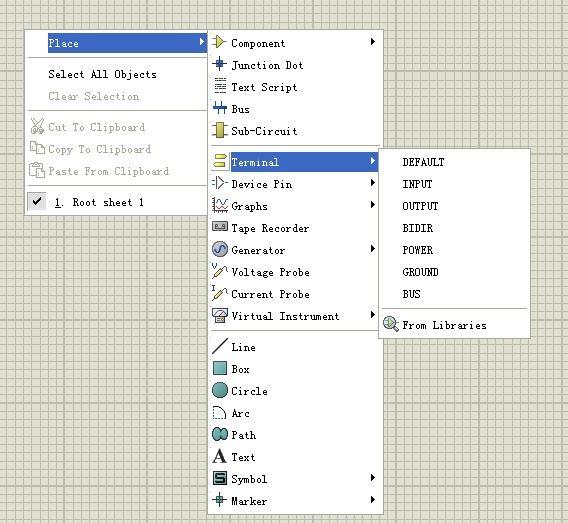 Place
Select All Objects
Clear Selection
Cut To Clipboard
Copy To Clipboard
Paste From Clipboard
1. Root sheet 1
Component
Junction Dot
Text Script
Bus
Sub-Circuit
Terminal
Device Pin
Graphs
Tape Recorder
Generator
Voltage Probe
Current Probe
Virtual Instrument
Line
Box
Circle
Arc
Path
Text
Symbol
Marker
DEFAULT
INPUT
OUTPUT
BIDIR
POWER
GROUND
BUS
From Libraries